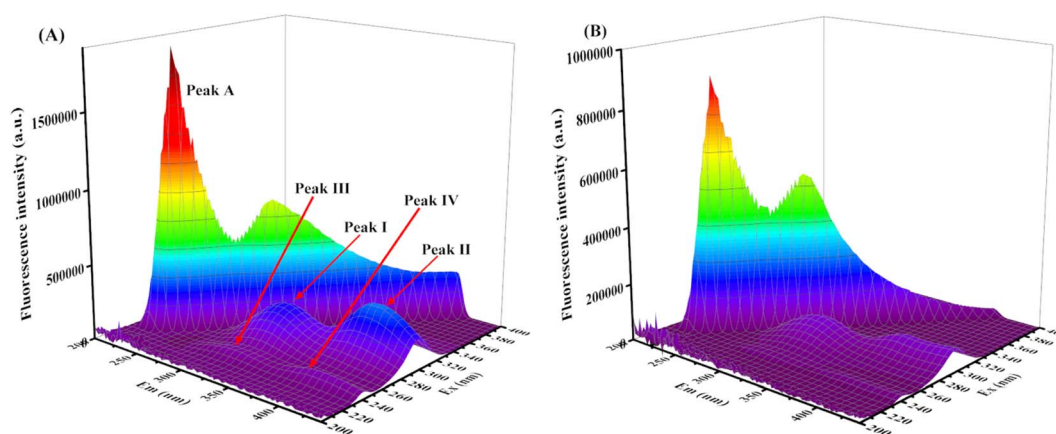 (A)
Peak A
Peak III
Peak IV
Peak I
Peak II
Fluorescence intensity (a.u.)
1500000
1000000
500000
250
300
350
400
Em (nm)
200
220
240
260
280
300
320
340
360
380
400
Ex (nm)
(B)
Fluorescence intensity (a.u.)
1000000
800000
600000
400000
200000
250
300
350
400
Em (nm)
200
220
240
260
280
300
320
340
360
380
Ex (nm)